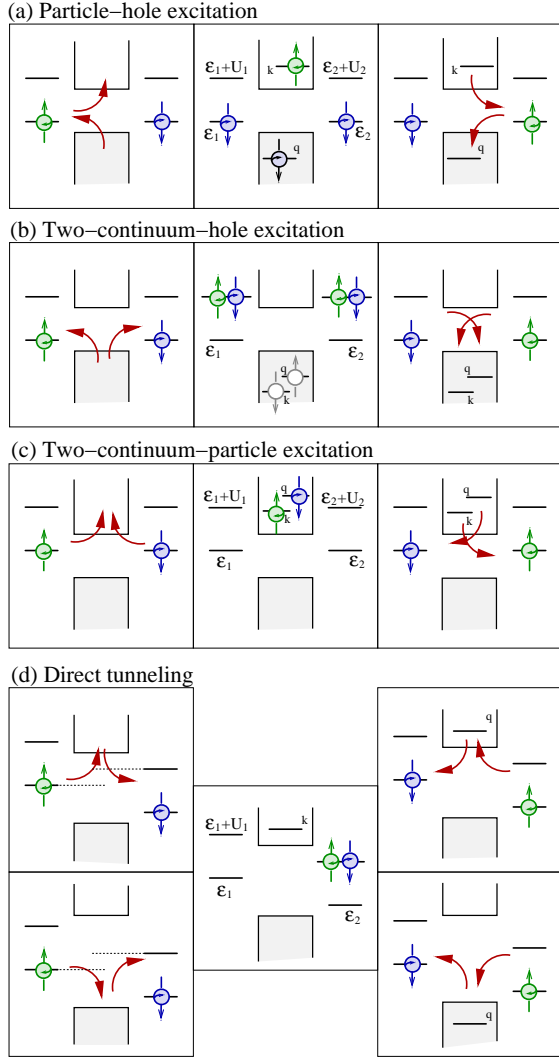 (a) Particle−hole excitation
ε1+U1 k ε2+U2 k
ε1 q ε2 q
(b) Two−continuum−hole excitation
ε1 q k ε2 q k
(c) Two−continuum−particle excitation
ε1+U1 q k ε2+U2 q k
ε1 ε2
(d) Direct tunneling
q
ε1+U1 k
ε1 ε2
q